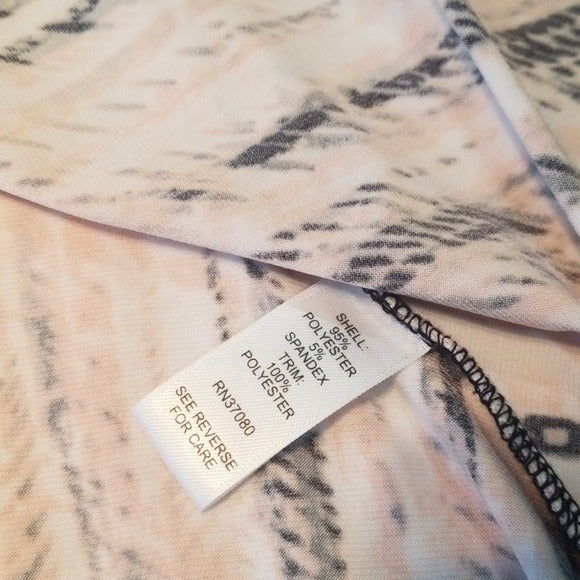 SHELL:
95%
POLYESTER
5%
SPANDEX
TRIM:
100%
POLYESTER
RN37080
SEE REVERSE
FOR CARE